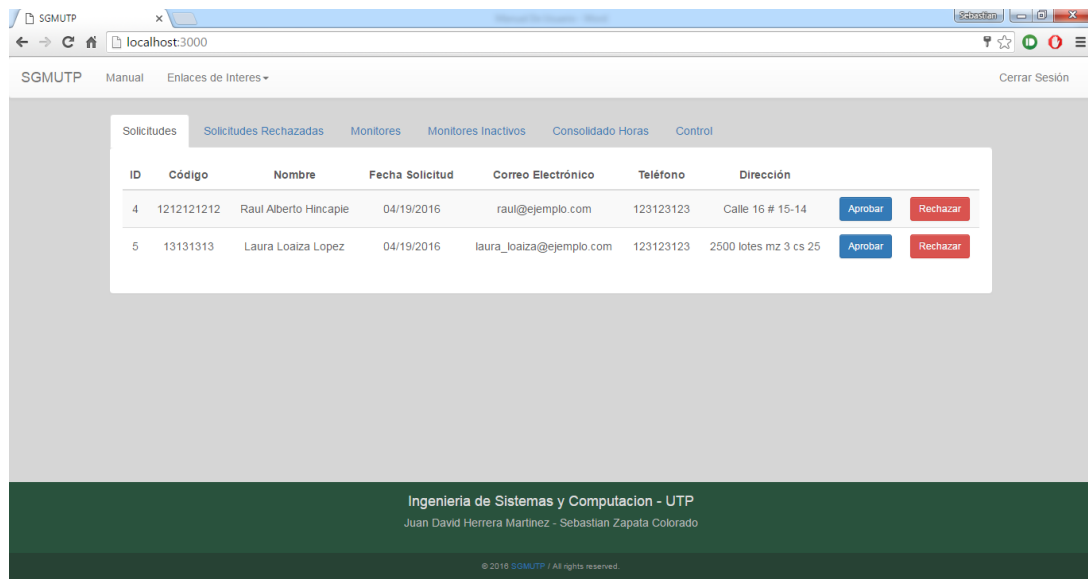 SGMUTP
Sebastian
localhost:3000
SGMUTP Manual Enlaces de Interes Cerrar Sesión
Solicitudes Solicitudes Rechazadas Monitores Monitores Inactivos Consolidado Horas Control
ID Código Nombre Fecha Solicitud Correo Electrónico Teléfono Dirección
4 1212121212 Raul Alberto Hincapie 04/19/2016 raul@ejemplo.com 123123123 Calle 16 # 15-14 Aprobar Rechazar
5 13131313 Laura Loaiza Lopez 04/19/2016 laura_loaiza@ejemplo.com 123123123 2500 lotes mz 3 cs 25 Aprobar Rechazar
Ingenieria de Sistemas y Computacion - UTP
Juan David Herrera Martinez - Sebastian Zapata Colorado
© 2016 SGMUTP / All rights reserved.